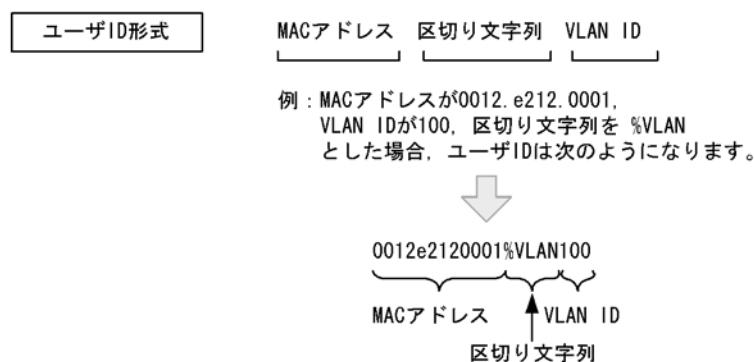 ユーザID形式
MACアドレス 区切り文字列 VLAN ID
例：MACアドレスが0012.e212.0001,
VLAN IDが100, 区切り文字列を %VLAN
とした場合, ユーザIDは次のようになります。
0012e2120001%VLAN100
MACアドレス VLAN ID
区切り文字列